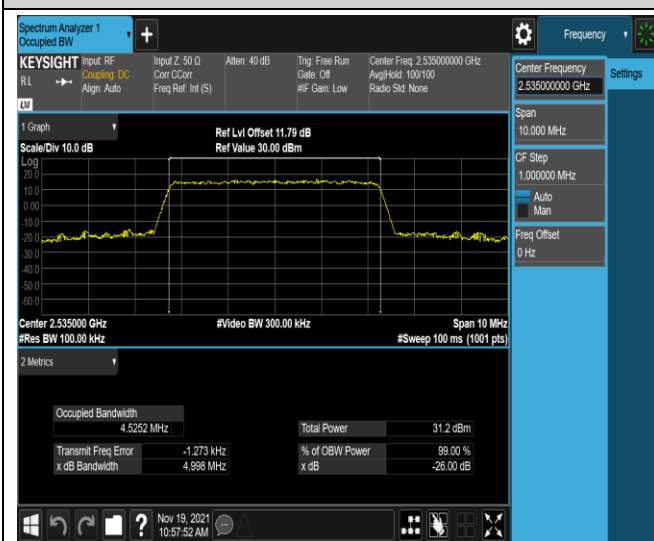 Spectrum Analyzer 1
Occupied BW
Frequency
KEYSIGHT
RL
Input: RF
Coupling: DC
Align: Auto
Input Z: 50 Ω
Corr CCorr
Freq Ref: Int (S)
Atten: 40 dB
Trig: Free Run
Gate: Off
#IF Gain: Low
Center Freq: 2.535000000 GHz
Avg|Hold: 100/100
Radio Std: None
LXI
Center Frequency
2.535000000 GHz
Settings
Span
10.000 MHz
CF Step
1.000000 MHz
Auto
Man
Freq Offset
0 Hz
1 Graph
Scale/Div 10.0 dB
Ref Lvl Offset 11.79 dB
Ref Value 30.00 dBm
Log
20.0
10.0
0.00
-10.0
-20.0
-30.0
-40.0
-50.0
-60.0
Center 2.535000 GHz
#Res BW 100.00 kHz
#Video BW 300.00 kHz
Span 10 MHz
#Sweep 100 ms (1001 pts)
2 Metrics
Occupied Bandwidth
4.5252 MHz
Total Power 31.2 dBm
Transmit Freq Error -1.273 kHz
% of OBW Power 99.00 %
x dB Bandwidth 4.998 MHz
x dB -26.00 dB
?
Nov 19, 2021
10:57:52 AM